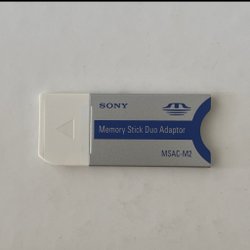 SONY
Memory Stick Duo Adaptor
MSAC-M2